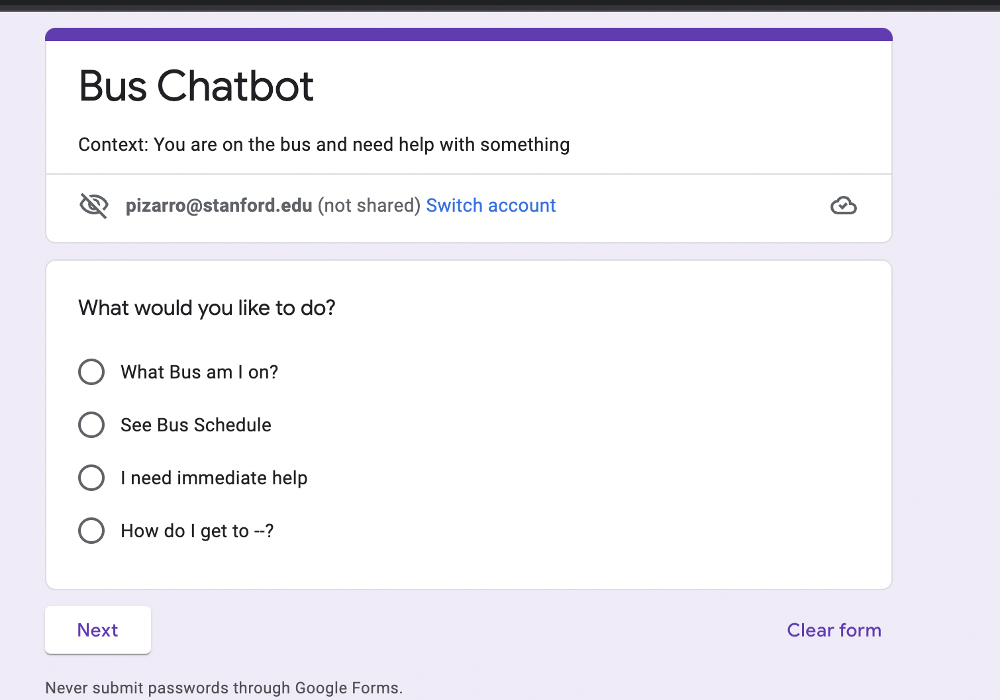 Bus Chatbot
Context: You are on the bus and need help with something
pizarro@stanford.edu (not shared) Switch account
What would you like to do?
What Bus am I on?
See Bus Schedule
I need immediate help
How do I get to --?
Next
Clear form
Never submit passwords through Google Forms.